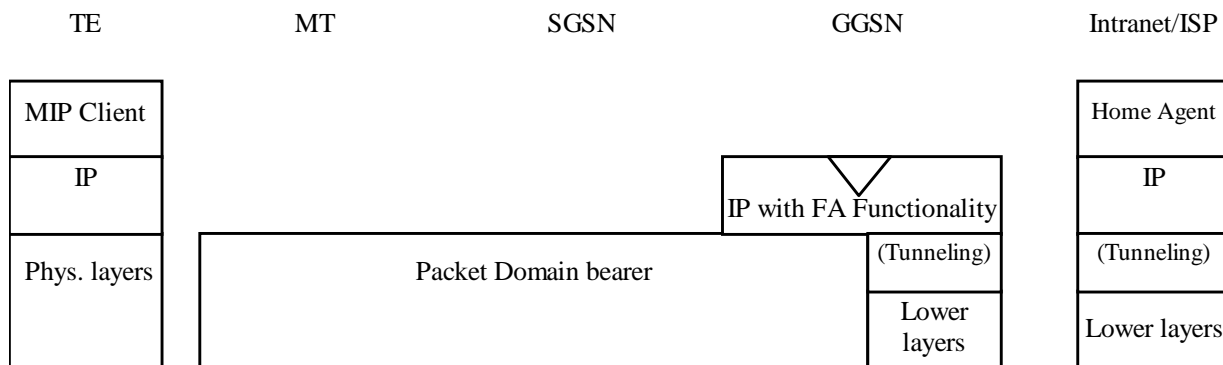 TE MT SGSN GGSN Intranet/ISP
MIP Client Home Agent
IP IP
IP with FA Functionality
Phys. layers Packet Domain bearer (Tunneling) (Tunneling)
Lower
layers Lower layers